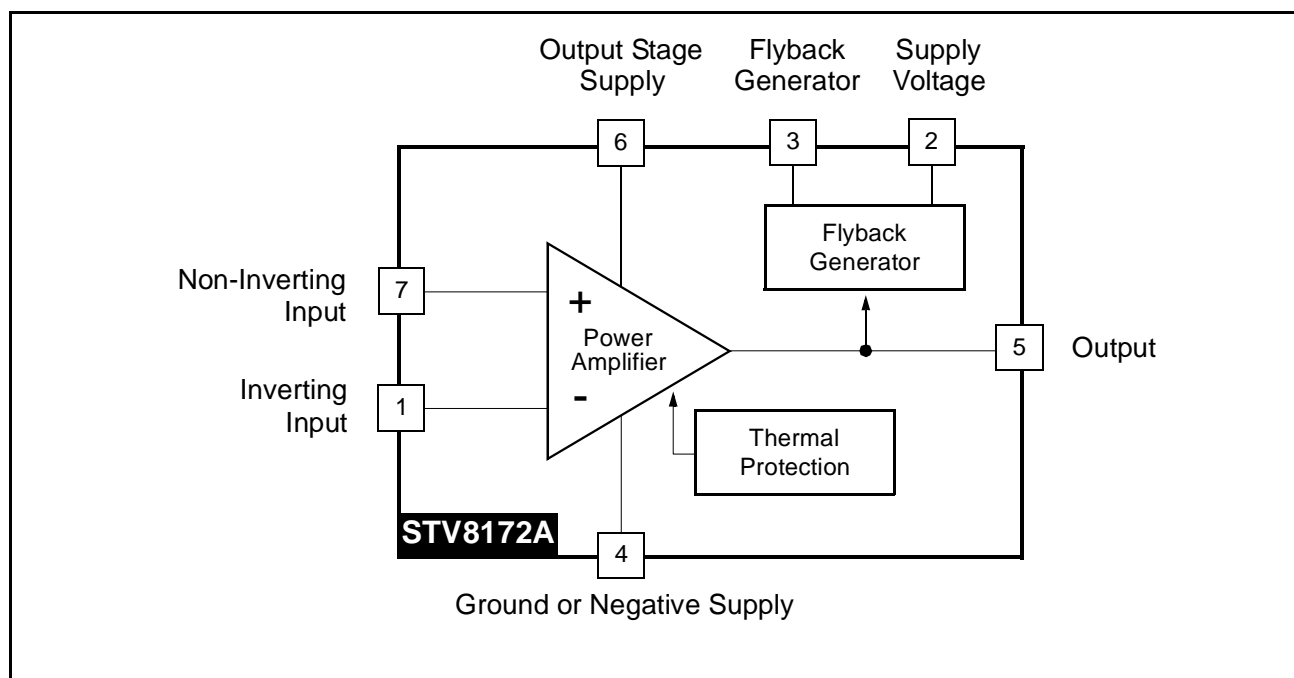 Output Stage
Supply
Flyback
Generator
Supply
Voltage
6
3
2
Flyback
Generator
Non-Inverting
Input
7
+
Power
Amplifier
-
5
Output
Inverting
Input
1
Thermal
Protection
STV8172A
4
Ground or Negative Supply